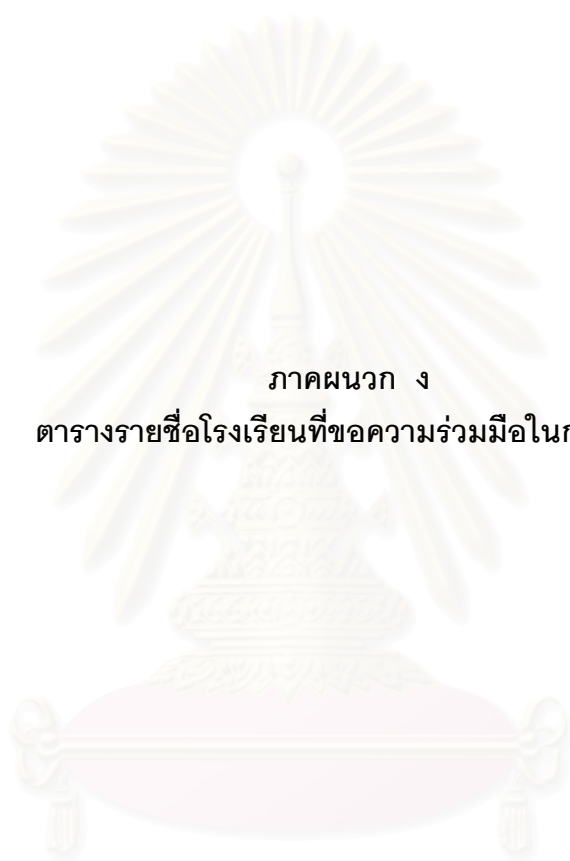 ภาคผนวก ง
ตารางรายชื่อโรงเรียนที่ขอความร่วมมือใน